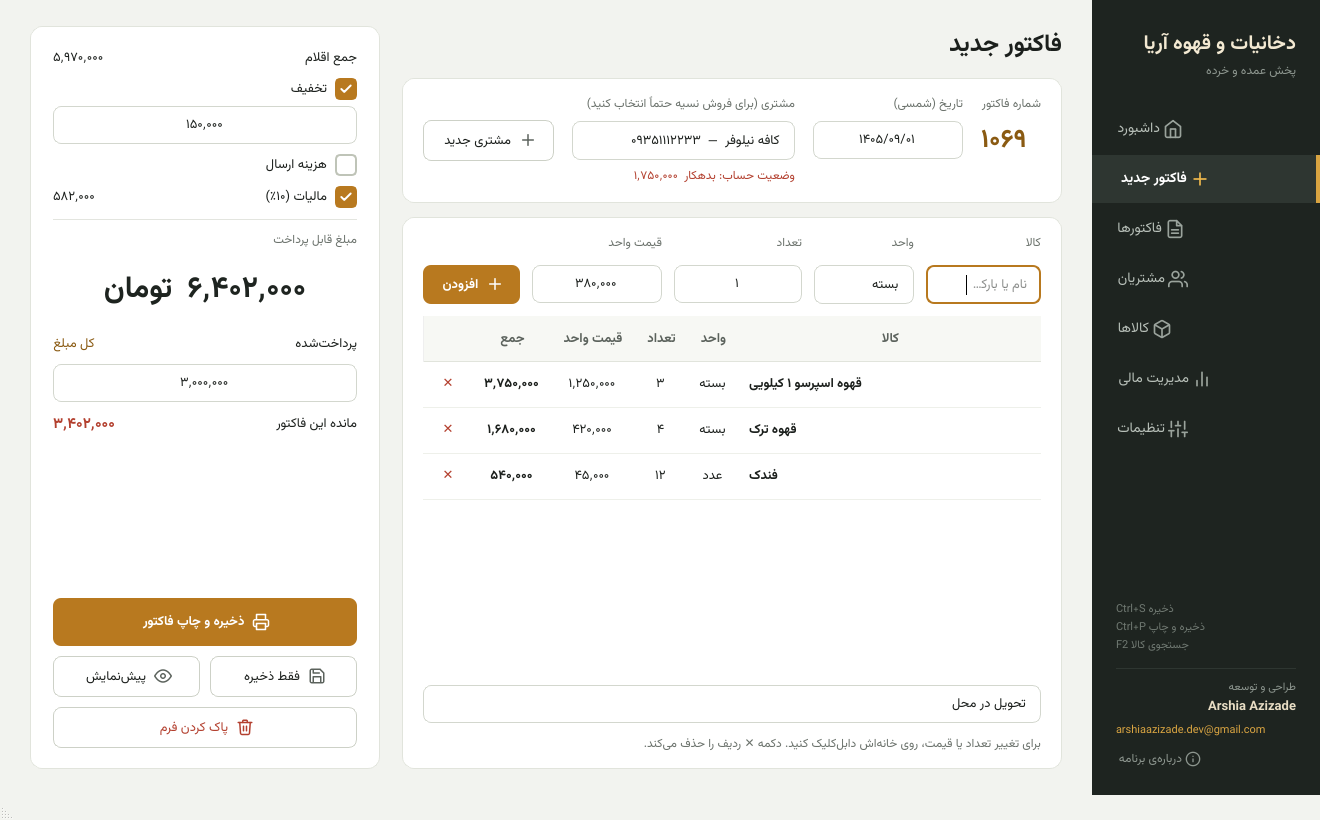 دخانیات و قهوه آریا
پخش عمده و خرده
داشبورد
فاکتور جدید
فاکتورها
مشتریان
کالاها
مدیریت مالی
تنظیمات
ذخیره Ctrl+S
ذخیره و چاپ Ctrl+P
جستجوی کالا F2
طراحی و توسعه
Arshia Azizade
arshiaazizade.dev@gmail.com
درباره‌ی برنامه
فاکتور جدید
شماره فاکتور
۱۰۶۹
تاریخ (شمسی)
۱۴۰۵/۰۹/۰۱
مشتری (برای فروش نسیه حتماً انتخاب کنید)
کافه نیلوفر — ۰۹۳۵۱۱۱۲۲۳۳
مشتری جدید
وضعیت حساب: بدهکار ۱,۷۵۰,۰۰۰
کالا واحد تعداد قیمت واحد
نام یا بارک... بسته ۱ ۳۸۰,۰۰۰ افزودن
کالا واحد تعداد قیمت واحد جمع
قهوه اسپرسو ۱ کیلویی بسته ۳ ۱,۲۵۰,۰۰۰ ۳,۷۵۰,۰۰۰ ✕
قهوه ترک بسته ۴ ۴۲۰,۰۰۰ ۱,۶۸۰,۰۰۰ ✕
فندک عدد ۱۲ ۴۵,۰۰۰ ۵۴۰,۰۰۰ ✕
تحویل در محل
برای تغییر تعداد یا قیمت، روی خانه‌اش دابل‌کلیک کنید. دکمه ✕ ردیف را حذف می‌کند.
جمع اقلام ۵,۹۷۰,۰۰۰
تخفیف
۱۵۰,۰۰۰
هزینه ارسال
مالیات (۱۰٪) ۵۸۲,۰۰۰
مبلغ قابل پرداخت
۶,۴۰۲,۰۰۰ تومان
پرداخت‌شده کل مبلغ
۳,۰۰۰,۰۰۰
مانده این فاکتور ۳,۴۰۲,۰۰۰
ذخیره و چاپ فاکتور
فقط ذخیره پیش‌نمایش
پاک کردن فرم